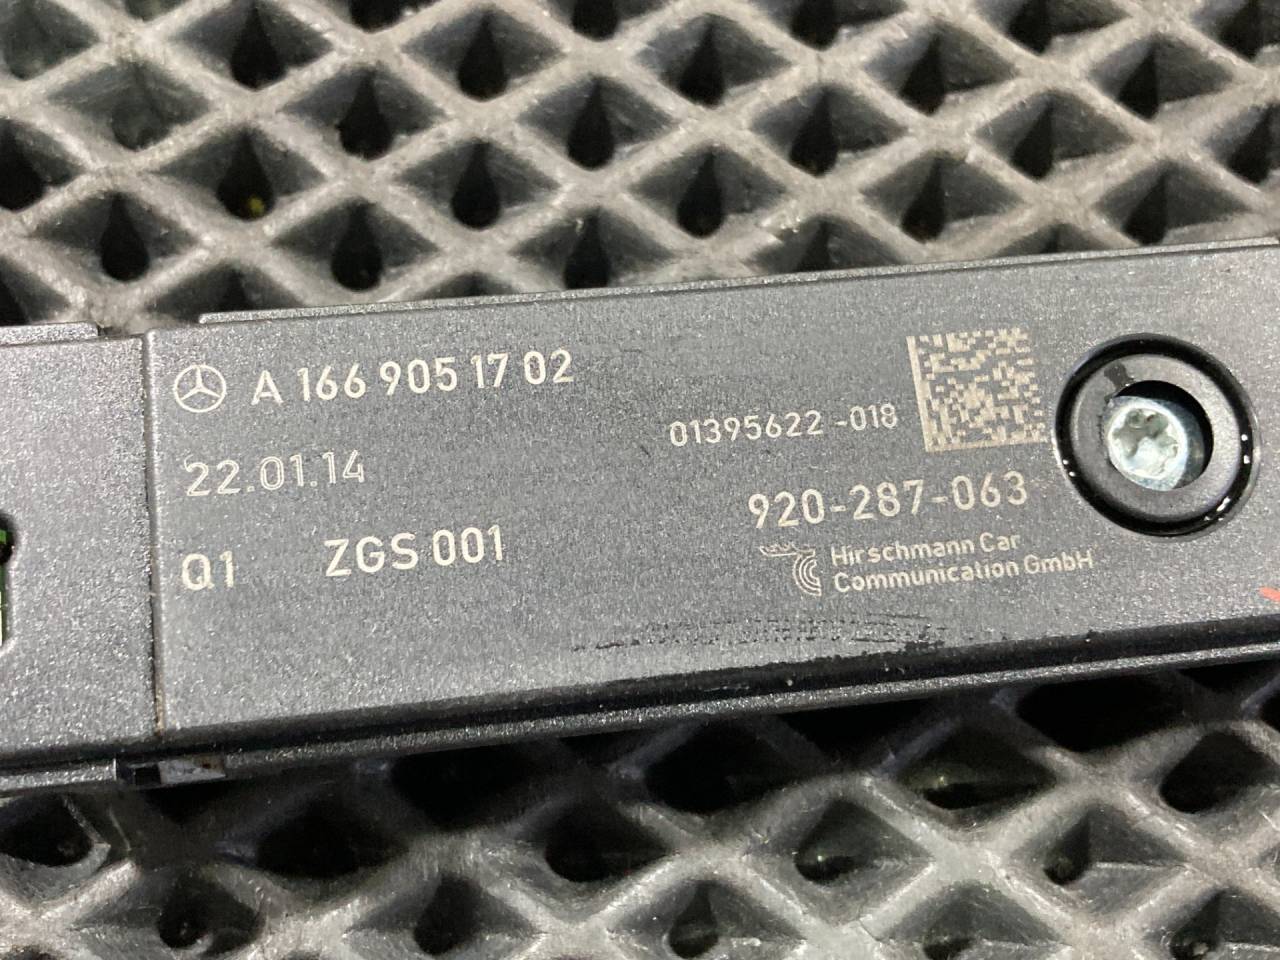 A 166 905 17 02
22.01.14
Q1 ZGS 001
01395622-018
920-287-063
Hirschmann Car
Communication GmbH